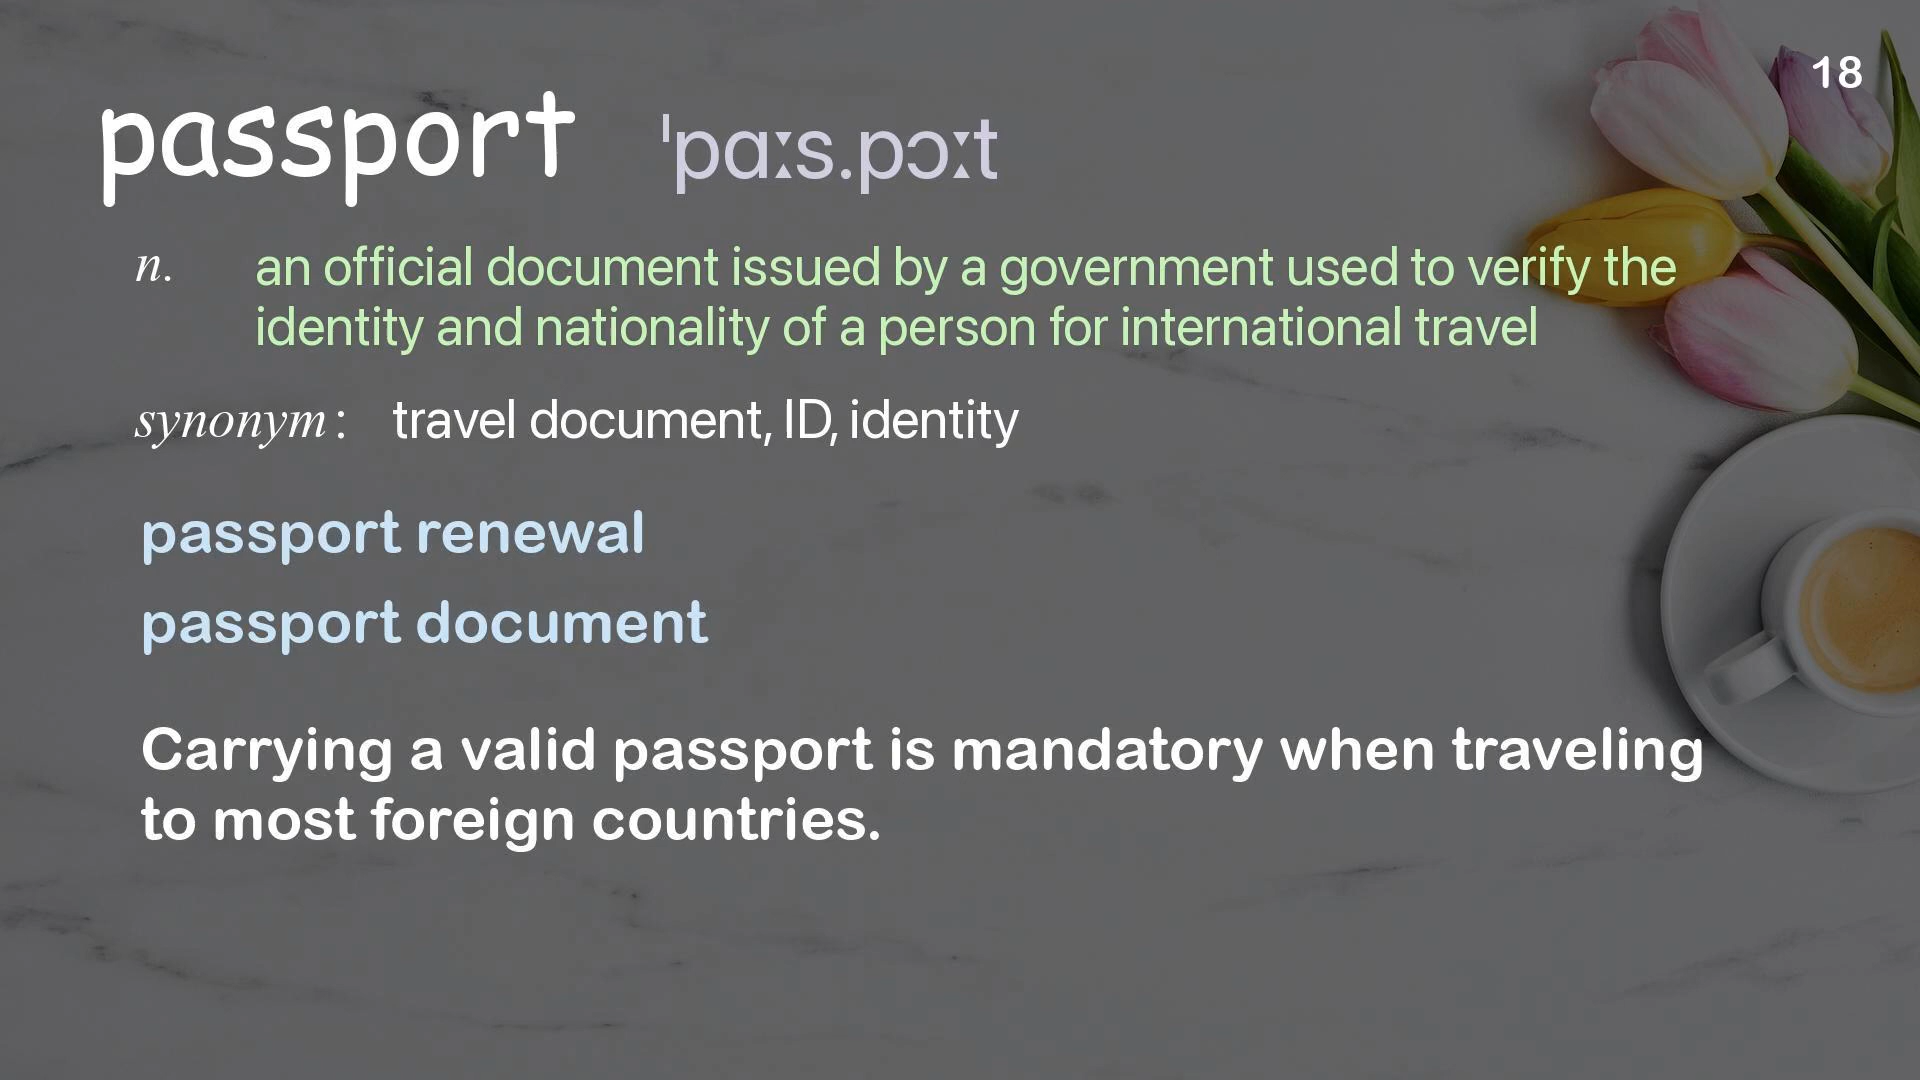 18
passport ˈpɑːs.pɔːt
n. an official document issued by a government used to verify the
identity and nationality of a person for international travel
synonym: travel document, ID, identity
passport renewal
passport document
Carrying a valid passport is mandatory when traveling
to most foreign countries.